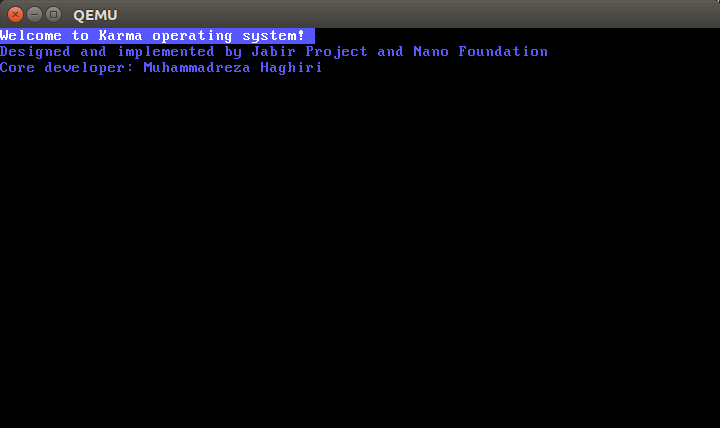 QEMU
Welcome to Karma operating system!
Designed and implemented by Jabir Project and Nano Foundation
Core developer: Muhammadreza Haghiri